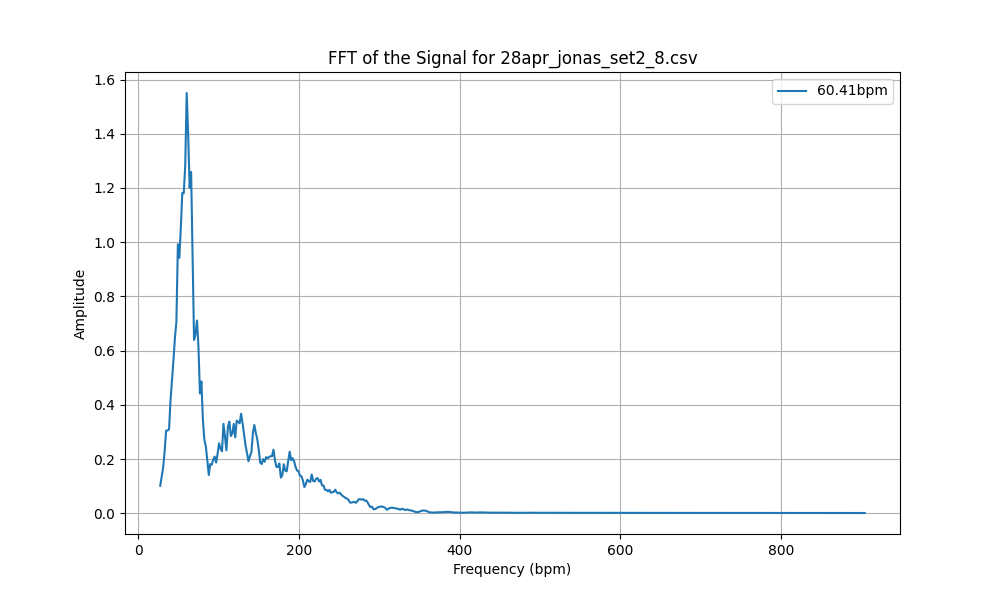 FFT of the Signal for 28apr_jonas_set2_8.csv
60.41bpm
1.6
1.4
1.2
1.0
0.8
0.6
0.4
0.2
0.0
Amplitude
0 200 400 600 800
Frequency (bpm)